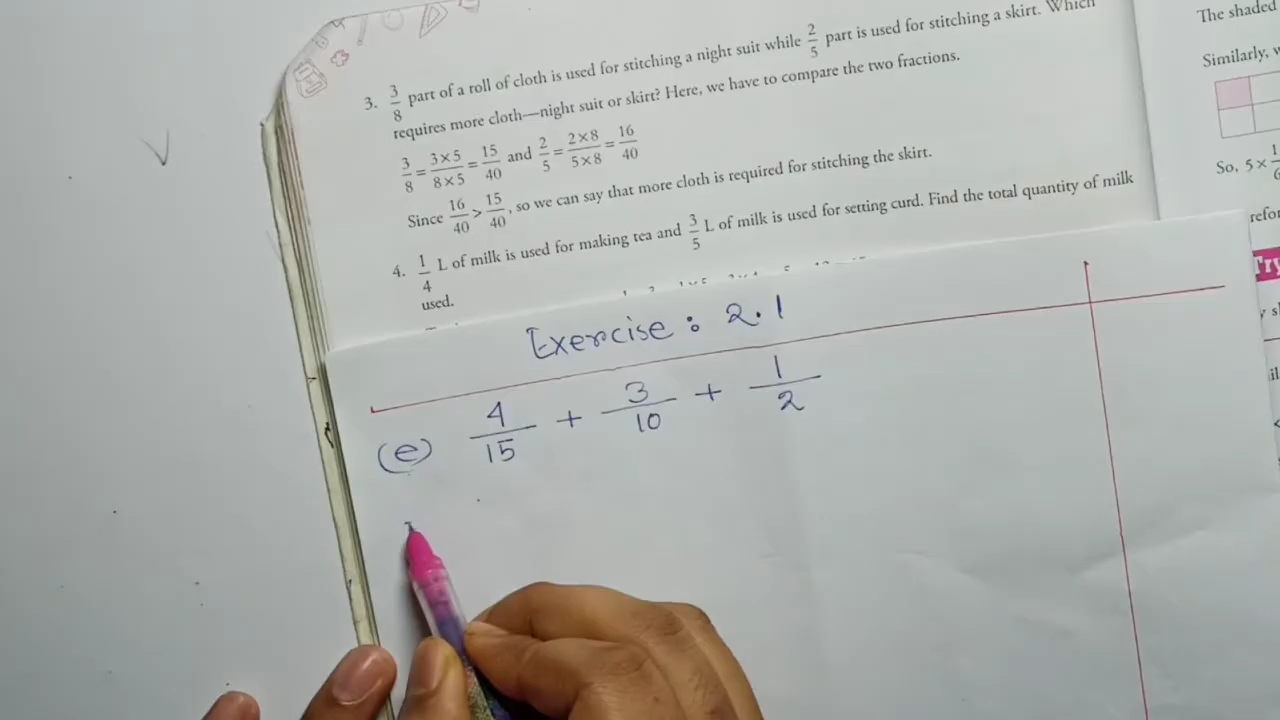 3. 3/8 part of a roll of cloth is used for stitching a night suit while 2/5 part is used for stitching a skirt. Which
requires more cloth—night suit or skirt? Here, we have to compare the two fractions.
3/8 = 3×5/8×5 = 15/40 and 2/5 = 2×8/5×8 = 16/40
Since 16/40 > 15/40, so we can say that more cloth is required for stitching the skirt.
4. 1/4 L of milk is used for making tea and 3/5 L of milk is used for setting curd. Find the total quantity of milk
used.
Exercise : 2.1
(e) 4/15 + 3/10 + 1/2
The shaded
Similarly,
So, 5 ×
Try